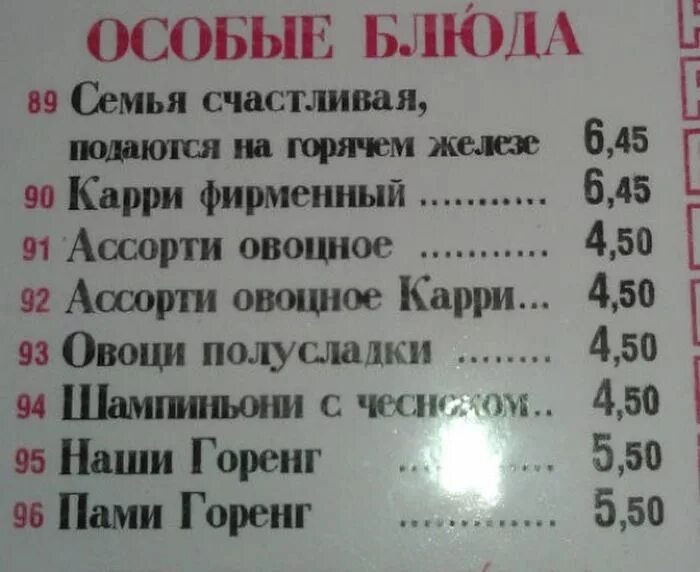 ОСОБЫЕ БЛЮДА
89 Семья счастливая,
подаются на горячем железе 6,45
90 Карри фирменный ........... 6,45
91 Ассорти овоцное ........... 4,50
92 Ассорти овоцное Карри... 4,50
93 Овоци полусладки ........ 4,50
94 Шампиньони с чесноком.. 4,50
95 Наши Горенг ............. 5,50
96 Пами Горенг ............. 5,50